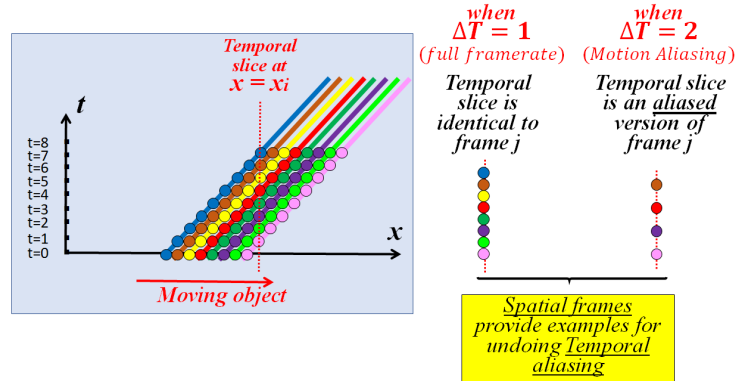 Temporal
slice at
x = xᵢ
t
t=8
t=7
t=6
t=5
t=4
t=3
t=2
t=1
t=0
x
Moving object
when
ΔT = 1
(full framerate)
Temporal
slice is
identical to
frame j
when
ΔT = 2
(Motion Aliasing)
Temporal slice
is an aliased
version of
frame j
Spatial frames
provide examples for
undoing Temporal
aliasing